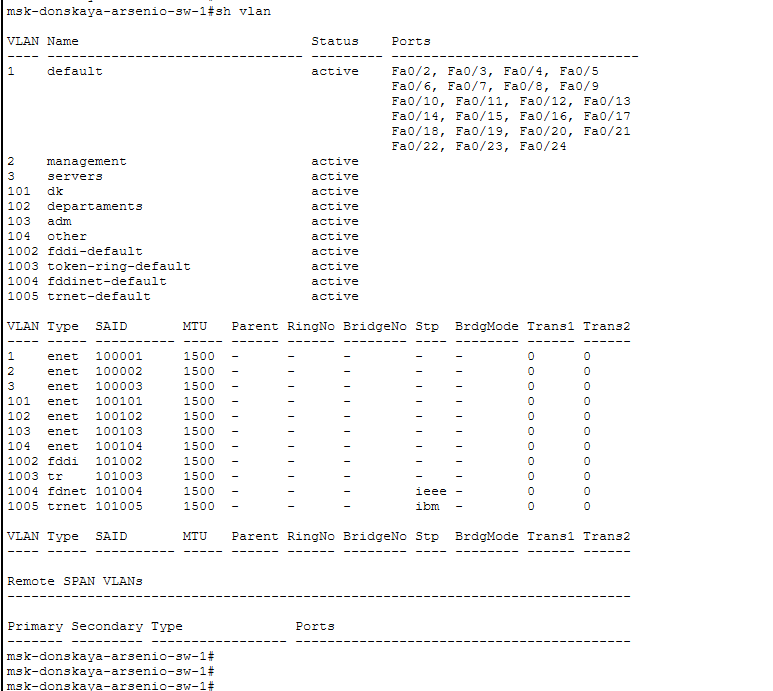 msk-donskaya-arsenio-sw-1#sh vlan
VLAN Name                             Status    Ports
---- -------------------------------- --------- -------------------------------
1    default                          active    Fa0/2, Fa0/3, Fa0/4, Fa0/5
                                                Fa0/6, Fa0/7, Fa0/8, Fa0/9
                                                Fa0/10, Fa0/11, Fa0/12, Fa0/13
                                                Fa0/14, Fa0/15, Fa0/16, Fa0/17
                                                Fa0/18, Fa0/19, Fa0/20, Fa0/21
                                                Fa0/22, Fa0/23, Fa0/24
2    management                       active
3    servers                          active
101  dk                               active
102  departaments                     active
103  adm                              active
104  other                            active
1002 fddi-default                     active
1003 token-ring-default               active
1004 fddinet-default                  active
1005 trnet-default                    active
VLAN Type  SAID       MTU   Parent RingNo BridgeNo Stp  BrdgMode Trans1 Trans2
---- ----- ---------- ----- ------ ------ -------- ---- -------- ------ ------
1    enet  100001     1500  -      -      -        -    -        0      0
2    enet  100002     1500  -      -      -        -    -        0      0
3    enet  100003     1500  -      -      -        -    -        0      0
101  enet  100101     1500  -      -      -        -    -        0      0
102  enet  100102     1500  -      -      -        -    -        0      0
103  enet  100103     1500  -      -      -        -    -        0      0
104  enet  100104     1500  -      -      -        -    -        0      0
1002 fddi  101002     1500  -      -      -        -    -        0      0
1003 tr    101003     1500  -      -      -        -    -        0      0
1004 fdnet 101004     1500  -      -      -        ieee -        0      0
1005 trnet 101005     1500  -      -      -        ibm  -        0      0
VLAN Type  SAID       MTU   Parent RingNo BridgeNo Stp  BrdgMode Trans1 Trans2
---- ----- ---------- ----- ------ ------ -------- ---- -------- ------ ------
Remote SPAN VLANs
------------------------------------------------------------------------------
Primary Secondary Type              Ports
------- --------- ----------------- ------------------------------------------
msk-donskaya-arsenio-sw-1#
msk-donskaya-arsenio-sw-1#
msk-donskaya-arsenio-sw-1#